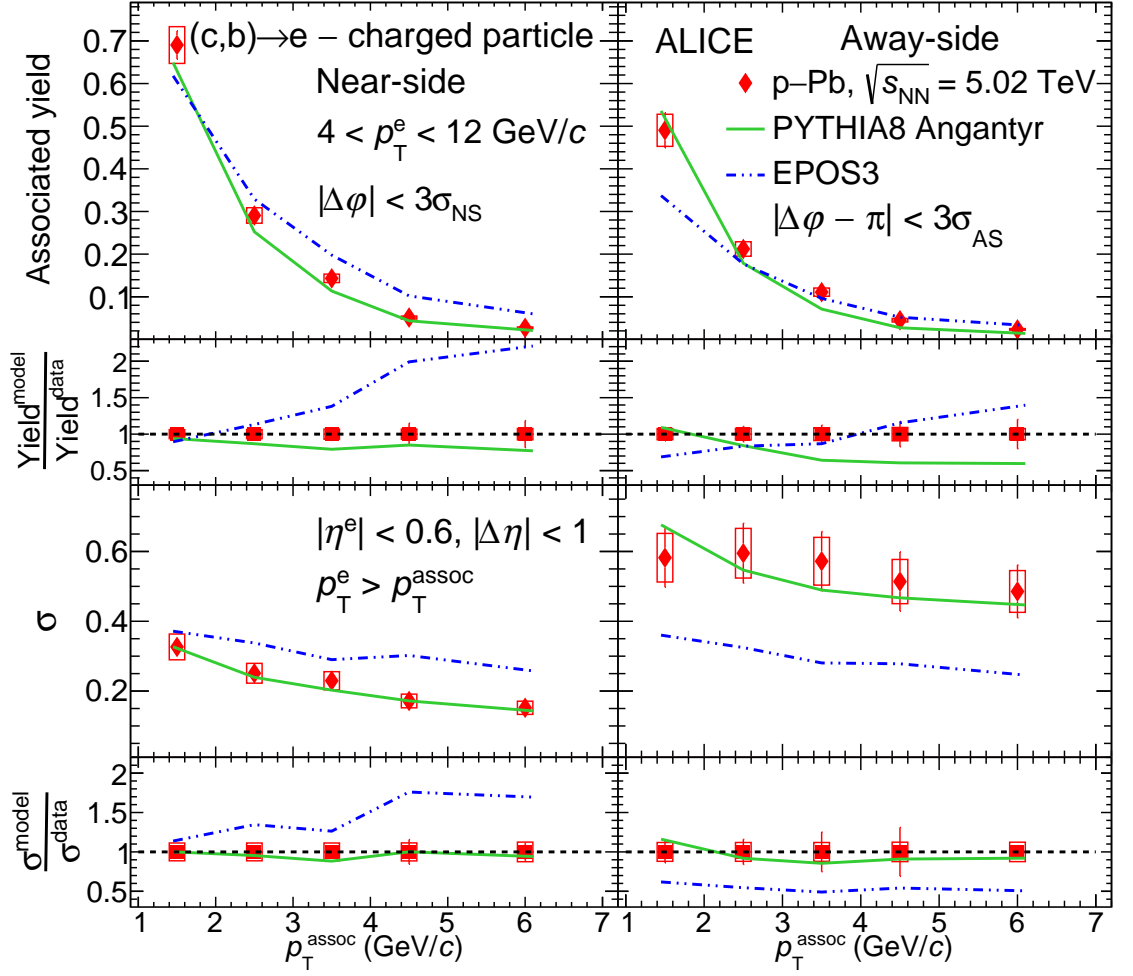 (c,b)→e − charged particle
Near-side
4 < p_T^e < 12 GeV/c
|Δφ| < 3σ_NS
Associated yield
0.7
0.6
0.5
0.4
0.3
0.2
0.1
ALICE Away-side
p−Pb, √s_NN = 5.02 TeV
PYTHIA8 Angantyr
EPOS3
|Δφ − π| < 3σ_AS
Yield^model
Yield^data
2
1.5
1
0.5
|η^e| < 0.6, |Δη| < 1
p_T^e > p_T^assoc
σ
0.6
0.4
0.2
σ^model
σ^data
2
1.5
1
0.5
1 2 3 4 5 6 7
p_T^assoc (GeV/c)
1 2 3 4 5 6 7
p_T^assoc (GeV/c)